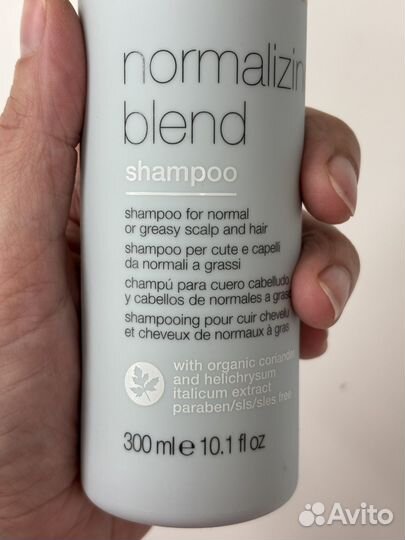 normalizin
blend
shampoo
shampoo for normal
or greasy scalp and hair
shampoo per cute e capelli
da normali a grassi
champú para cuero cabelludo
y cabellos de normales a grasos
shampooing pour cuir chevelu
et cheveux de normaux à gras
with organic coriander
and helichrysum
italicum extract
paraben/sls/sles free
300 ml e 10.1 fl oz
Avito